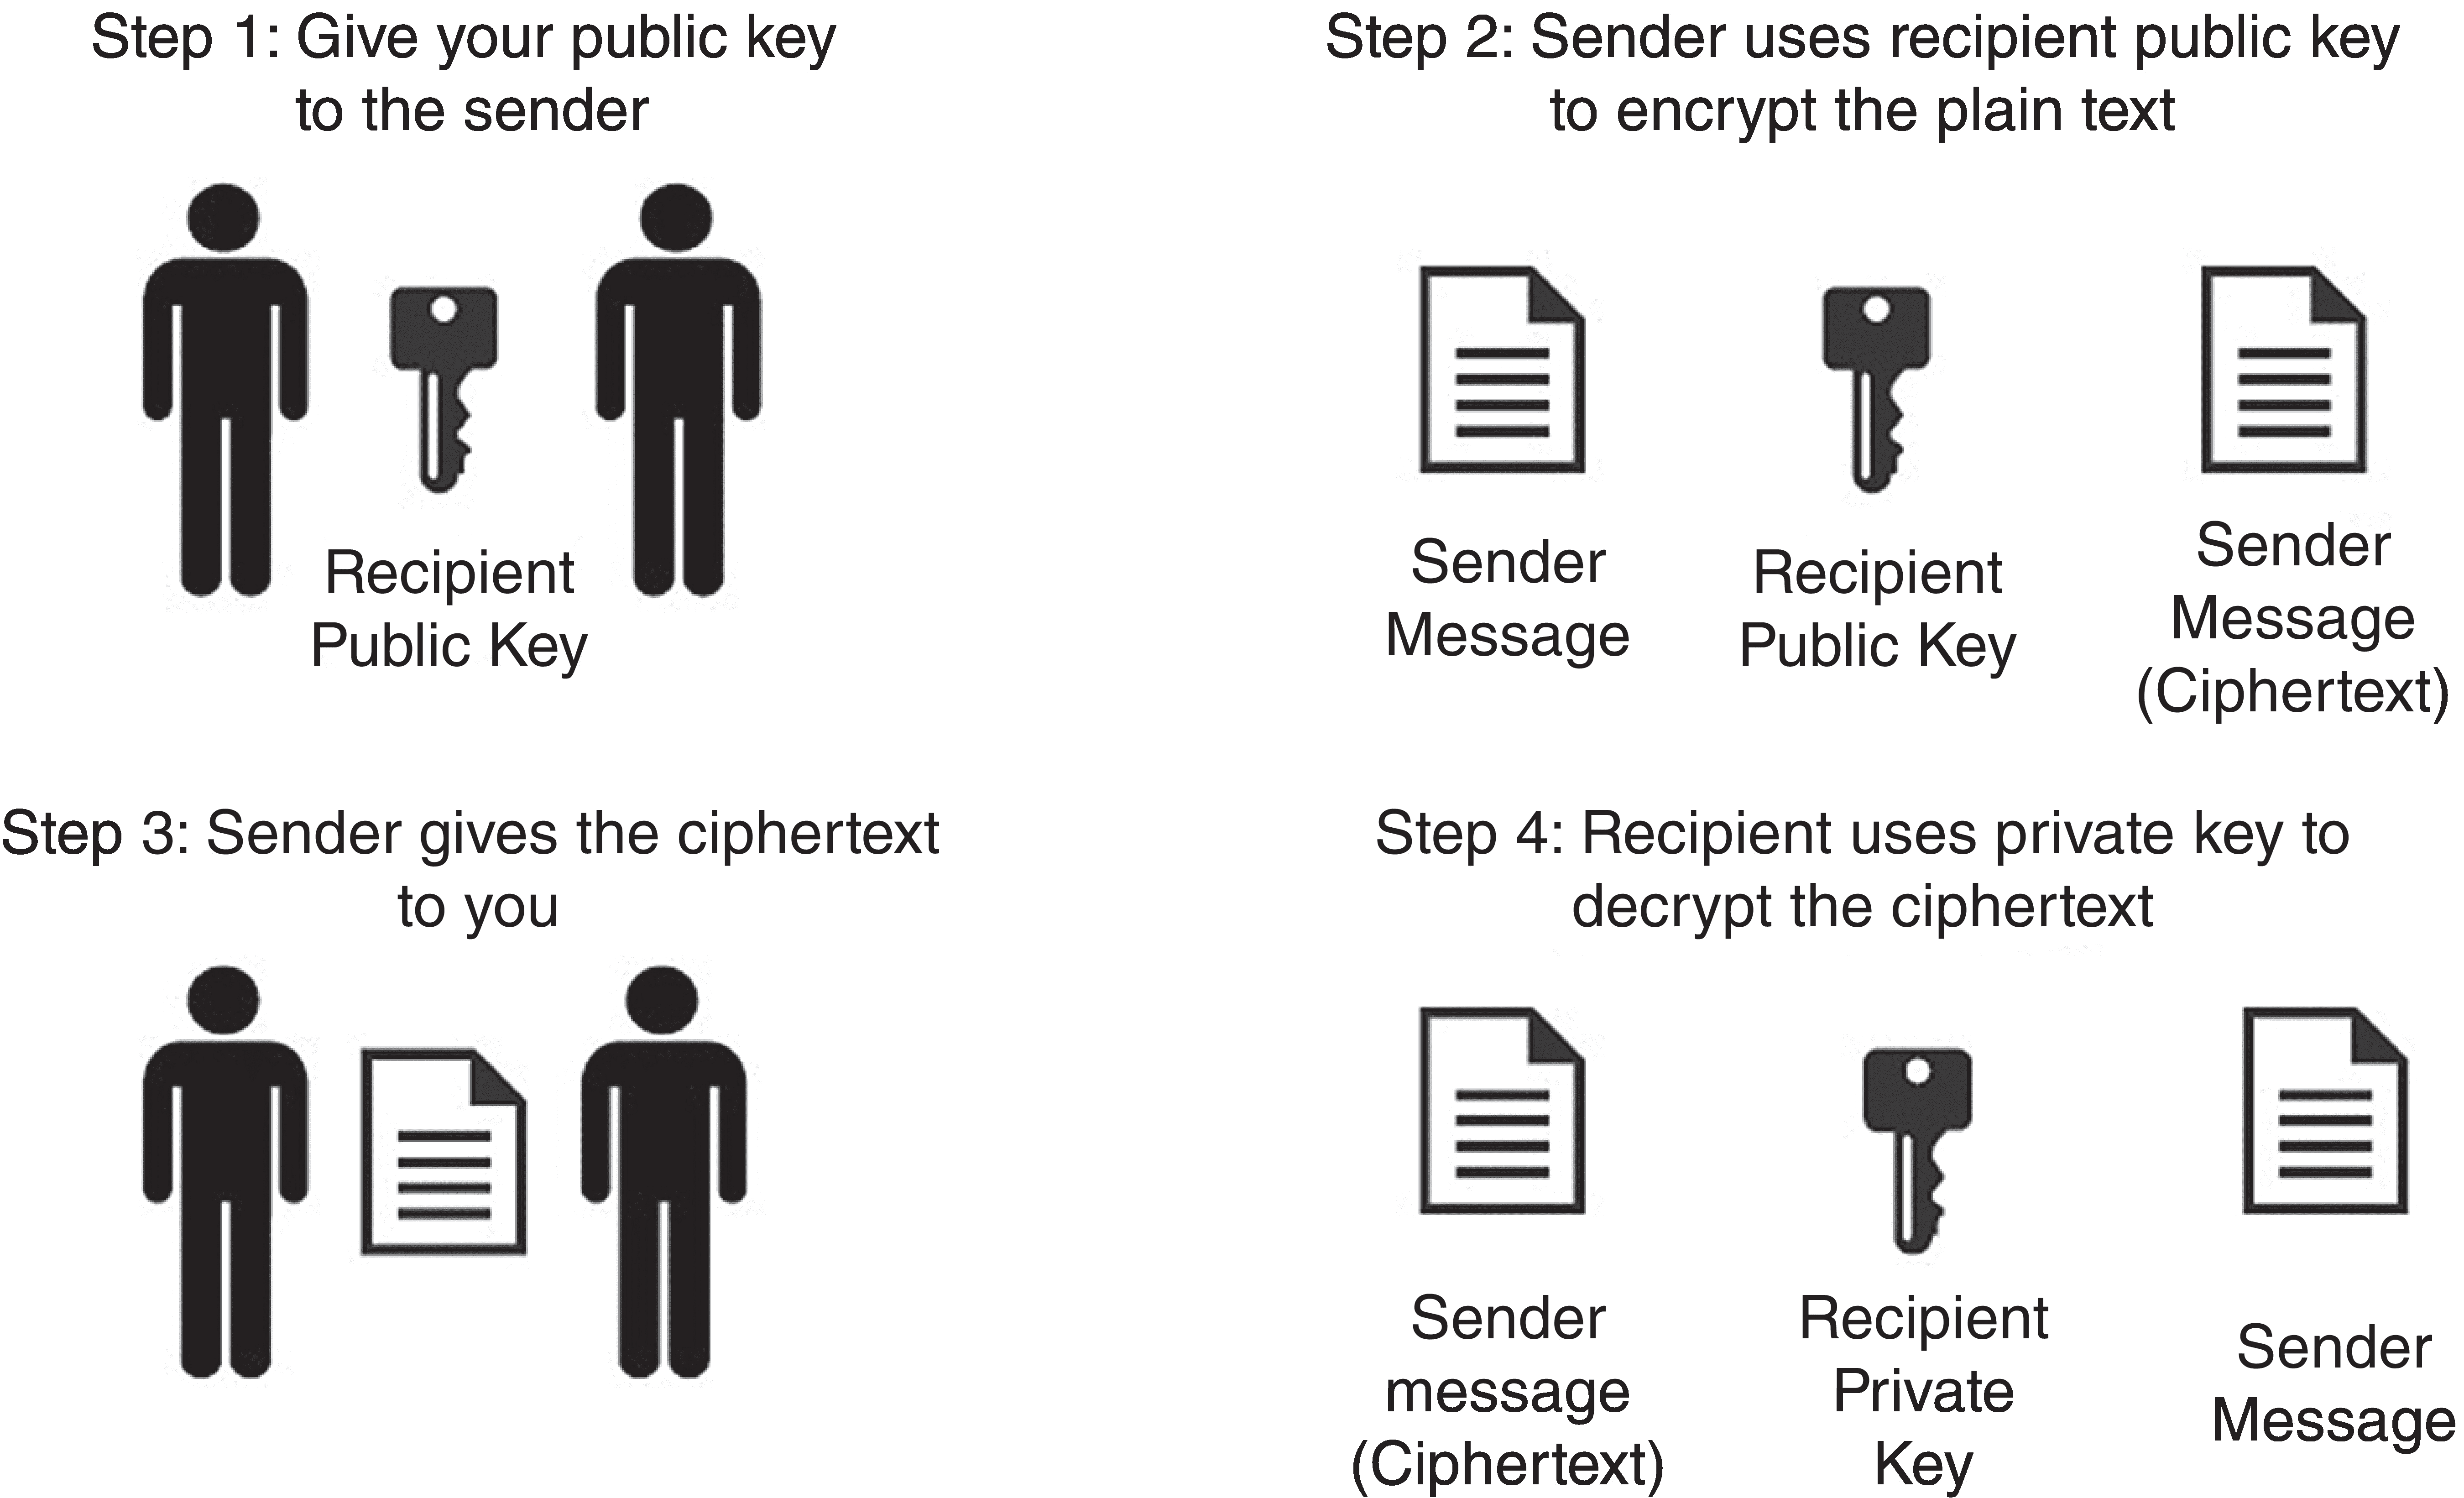 Step 1: Give your public key
to the sender
Recipient
Public Key
Step 2: Sender uses recipient public key
to encrypt the plain text
Sender
Message
Recipient
Public Key
Sender
Message
(Ciphertext)
Step 3: Sender gives the ciphertext
to you
Step 4: Recipient uses private key to
decrypt the ciphertext
Sender
message
(Ciphertext)
Recipient
Private
Key
Sender
Message